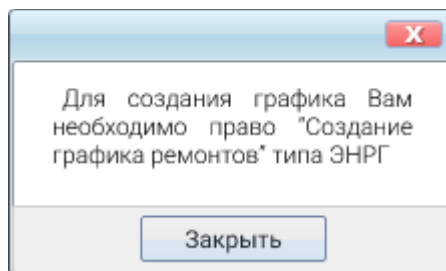 Для создания графика Вам
необходимо право "Создание
графика ремонтов" типа ЭНРГ
Закрыть